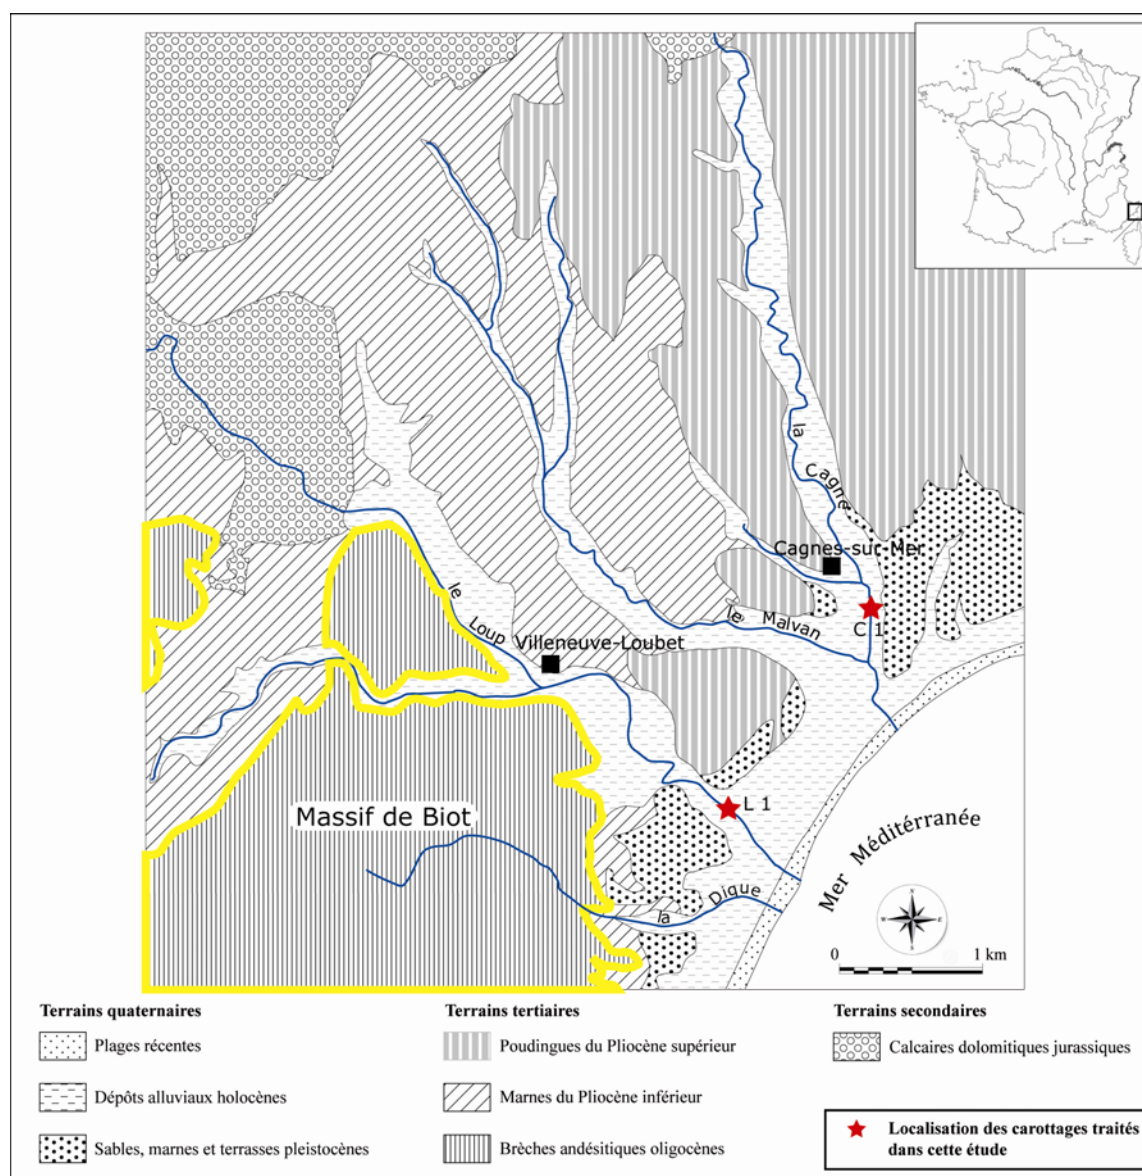 la
Cagne
Cagnes-sur-Mer
le
Malvan
C 1
le
Loup
Villeneuve-Loubet
L 1
Massif de Biot
la
Dique
Mer Méditérranée
N
W
E
S
0
1 km
Terrains quaternaires
Plages récentes
Dépôts alluviaux holocènes
Sables, marnes et terrasses pleistocènes
Terrains tertiaires
Poudingues du Pliocène supérieur
Marnes du Pliocène inférieur
Brèches andésitiques oligocènes
Terrains secondaires
Calcaires dolomitiques jurassiques
Localisation des carottages traités
dans cette étude